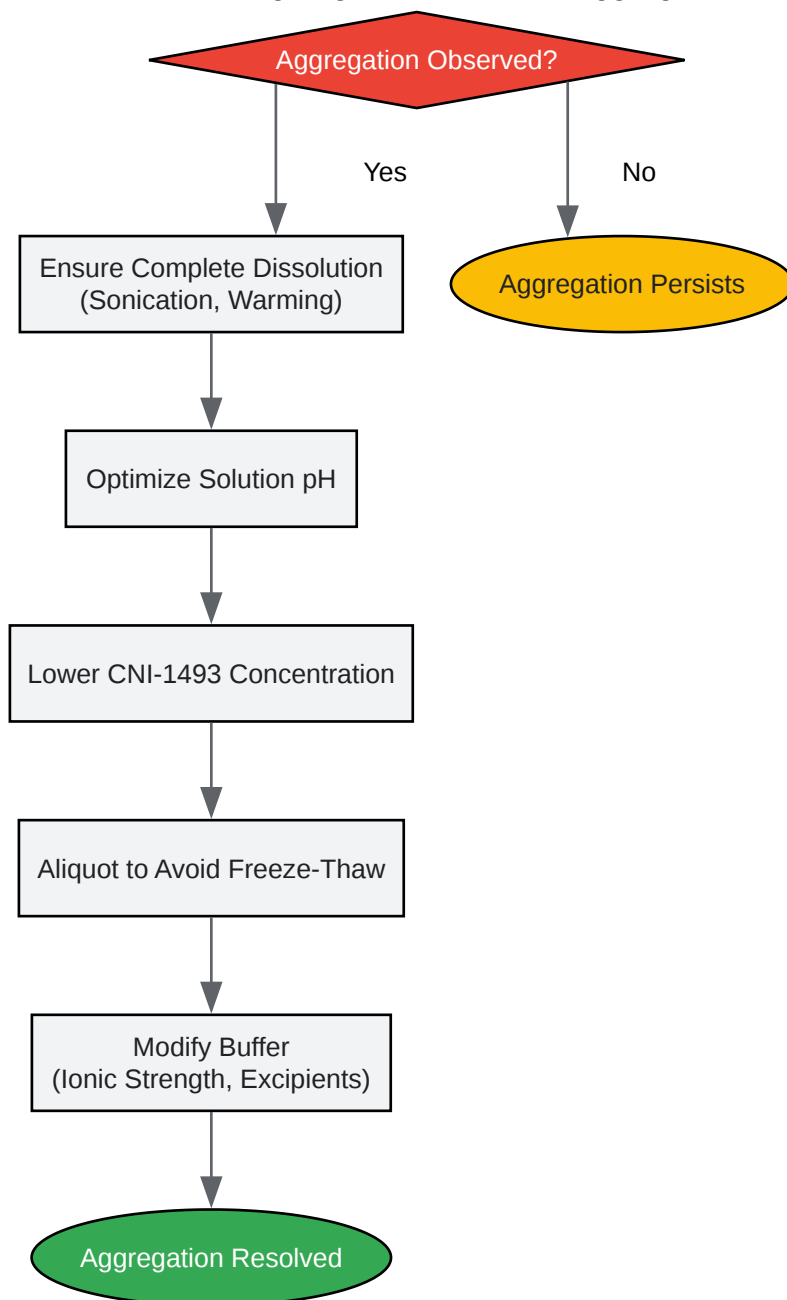 Aggregation Observed?
Yes
No
Ensure Complete Dissolution
(Sonication, Warming)
Aggregation Persists
Optimize Solution pH
Lower CNI-1493 Concentration
Aliquot to Avoid Freeze-Thaw
Modify Buffer
(Ionic Strength, Excipients)
Aggregation Resolved